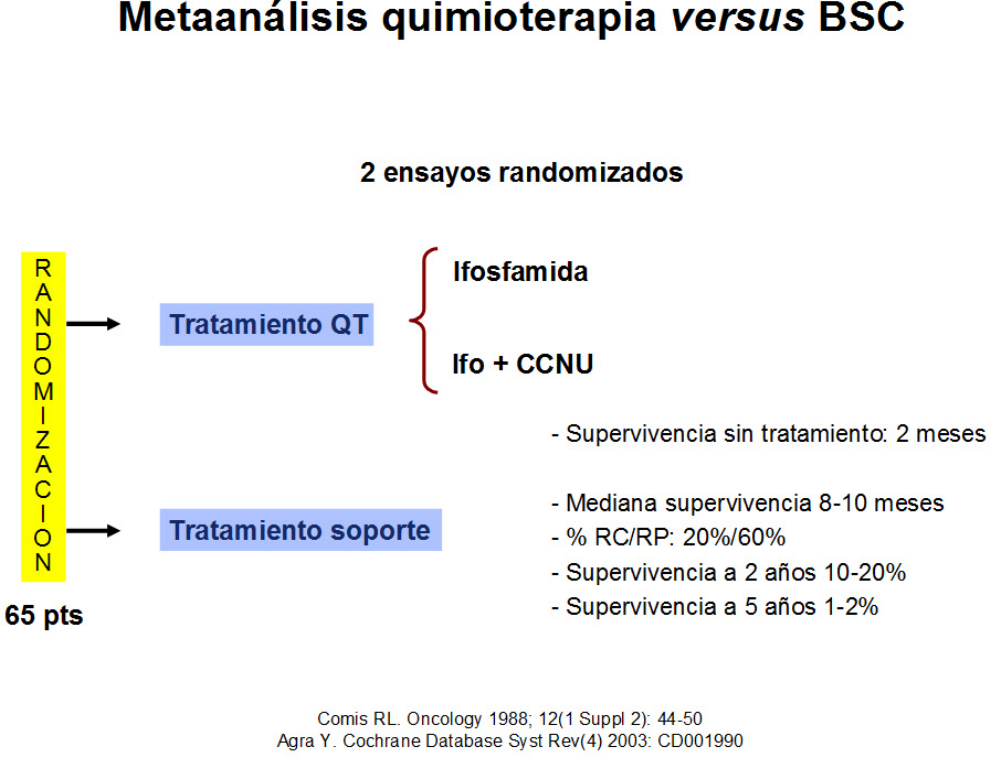 Metaanálisis quimioterapia versus BSC
2 ensayos randomizados
RANDOMIZACION
65 pts
Tratamiento QT
Ifosfamida
Ifo + CCNU
Tratamiento soporte
- Supervivencia sin tratamiento: 2 meses
- Mediana supervivencia 8-10 meses
- % RC/RP: 20%/60%
- Supervivencia a 2 años 10-20%
- Supervivencia a 5 años 1-2%
Comis RL. Oncology 1988; 12(1 Suppl 2): 44-50
Agra Y. Cochrane Database Syst Rev(4) 2003: CD001990